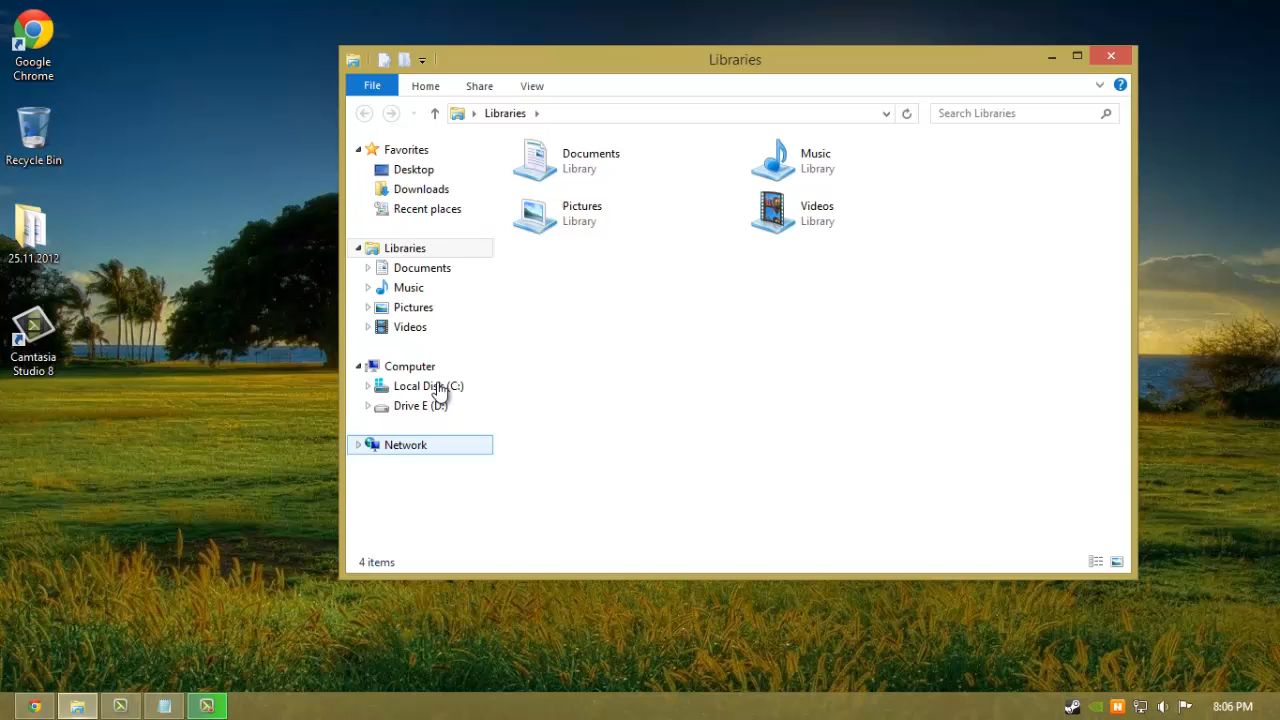 Google
Chrome
Recycle Bin
25.11.2012
Camtasia
Studio 8
Libraries
File
Home
Share
View
Libraries
Search Libraries
Favorites
Desktop
Downloads
Recent places
Libraries
Documents
Music
Pictures
Videos
Computer
Local Disk (C:)
Drive E (D:)
Network
Documents
Library
Music
Library
Pictures
Library
Videos
Library
4 items
8:06 PM